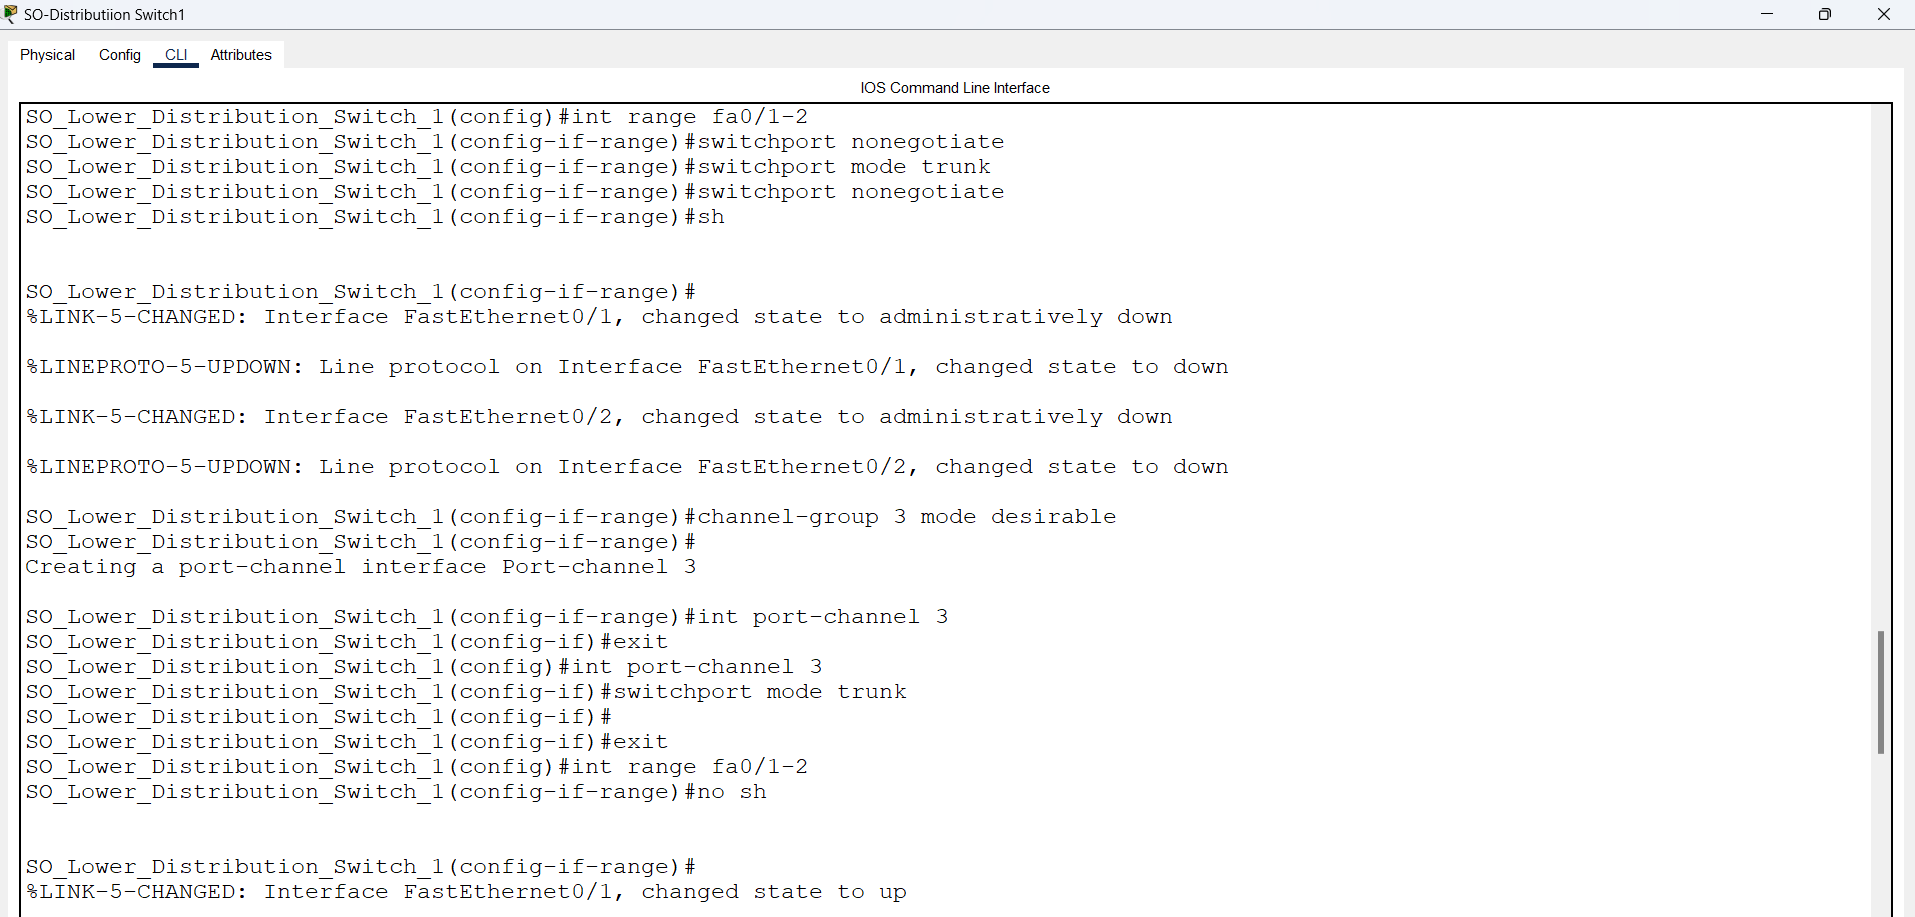 SO-Distributiion Switch1
Physical Config CLI Attributes
IOS Command Line Interface
SO_Lower_Distribution_Switch_1(config)#int range fa0/1-2
SO_Lower_Distribution_Switch_1(config-if-range)#switchport nonegotiate
SO_Lower_Distribution_Switch_1(config-if-range)#switchport mode trunk
SO_Lower_Distribution_Switch_1(config-if-range)#switchport nonegotiate
SO_Lower_Distribution_Switch_1(config-if-range)#sh
SO_Lower_Distribution_Switch_1(config-if-range)#
%LINK-5-CHANGED: Interface FastEthernet0/1, changed state to administratively down
%LINEPROTO-5-UPDOWN: Line protocol on Interface FastEthernet0/1, changed state to down
%LINK-5-CHANGED: Interface FastEthernet0/2, changed state to administratively down
%LINEPROTO-5-UPDOWN: Line protocol on Interface FastEthernet0/2, changed state to down
SO_Lower_Distribution_Switch_1(config-if-range)#channel-group 3 mode desirable
SO_Lower_Distribution_Switch_1(config-if-range)#
Creating a port-channel interface Port-channel 3
SO_Lower_Distribution_Switch_1(config-if-range)#int port-channel 3
SO_Lower_Distribution_Switch_1(config-if)#exit
SO_Lower_Distribution_Switch_1(config)#int port-channel 3
SO_Lower_Distribution_Switch_1(config-if)#switchport mode trunk
SO_Lower_Distribution_Switch_1(config-if)#
SO_Lower_Distribution_Switch_1(config-if)#exit
SO_Lower_Distribution_Switch_1(config)#int range fa0/1-2
SO_Lower_Distribution_Switch_1(config-if-range)#no sh
SO_Lower_Distribution_Switch_1(config-if-range)#
%LINK-5-CHANGED: Interface FastEthernet0/1, changed state to up